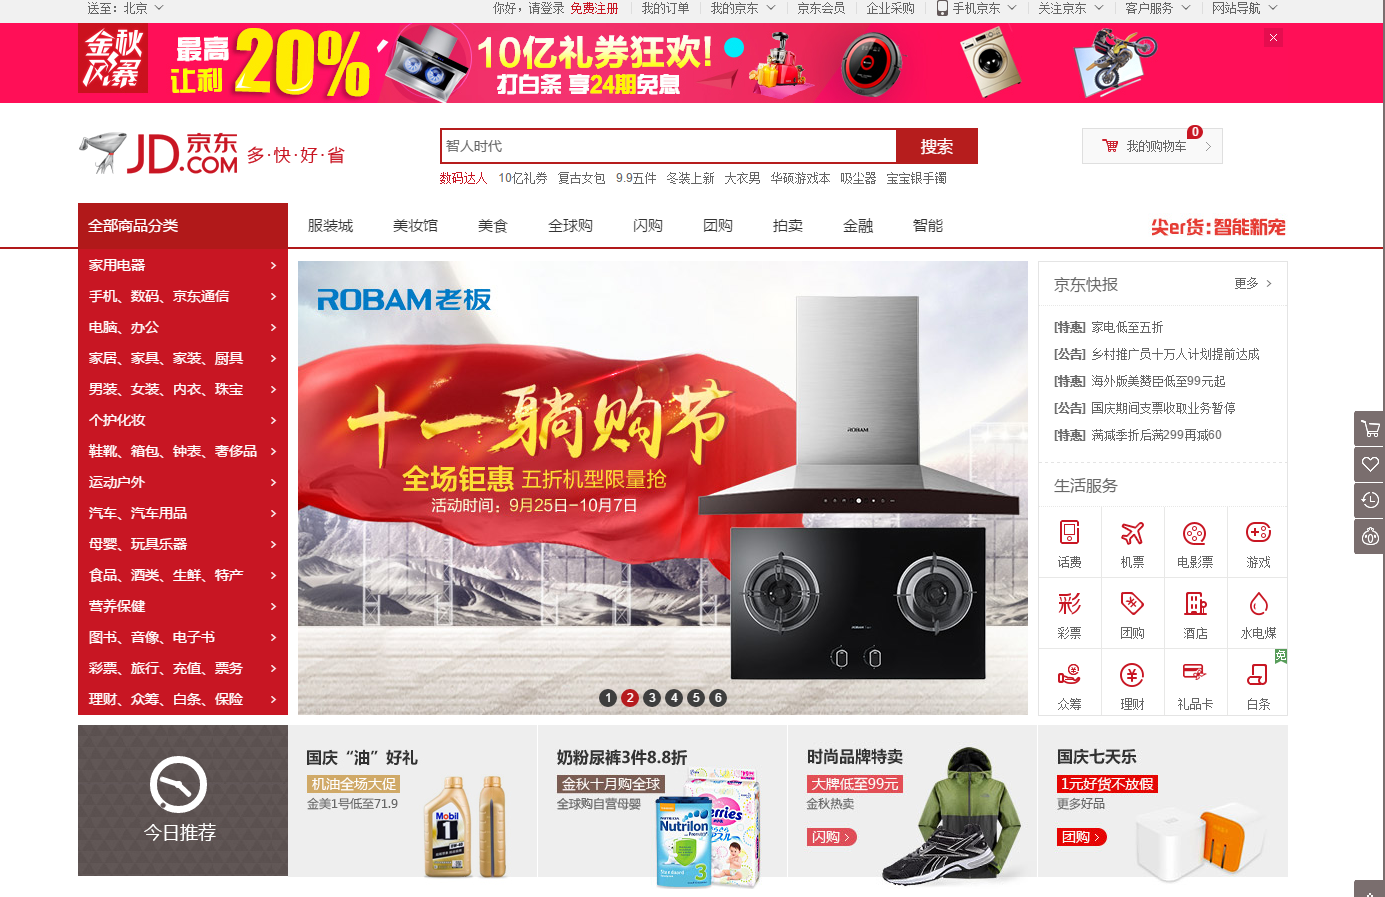 送至：北京
你好，请登录 免费注册
我的订单
我的京东
京东会员
企业采购
手机京东
关注京东
客户服务
网站导航
金秋风暴
最高让利20%
10亿礼券狂欢!
打白条 享24期免息
JD.COM 京东
多·快·好·省
智人时代
搜索
我的购物车
0
数码达人 10亿礼券 复古女包 9.9五件 冬装上新 大衣男 华硕游戏本 吸尘器 宝宝银手镯
全部商品分类
服装城 美妆馆 美食 全球购 闪购 团购 拍卖 金融 智能
尖er货：智能新宠
家用电器
手机、数码、京东通信
电脑、办公
家居、家具、家装、厨具
男装、女装、内衣、珠宝
个护化妆
鞋靴、箱包、钟表、奢侈品
运动户外
汽车、汽车用品
母婴、玩具乐器
食品、酒类、生鲜、特产
营养保健
图书、音像、电子书
彩票、旅行、充值、票务
理财、众筹、白条、保险
ROBAM老板
十一躺购节
全场钜惠 五折机型限量抢
活动时间：9月25日-10月7日
ROBAM
1 2 3 4 5 6
京东快报
更多
[特惠] 家电低至五折
[公告] 乡村推广员十万人计划提前达成
[特惠] 海外版美赞臣低至99元起
[公告] 国庆期间支票收取业务暂停
[特惠] 满减季折后满299再减60
生活服务
话费 机票 电影票 游戏
彩票 团购 酒店 水电煤
免
众筹 理财 礼品卡 白条
今日推荐
国庆“油”好礼
机油全场大促
金美1号低至71.9
Mobil 1
奶粉尿裤3件8.8折
金秋十月购全球
全球购自营母婴
Nutrilon
3
时尚品牌特卖
大牌低至99元
金秋热卖
闪购
国庆七天乐
1元好货不放假
更多好品
团购